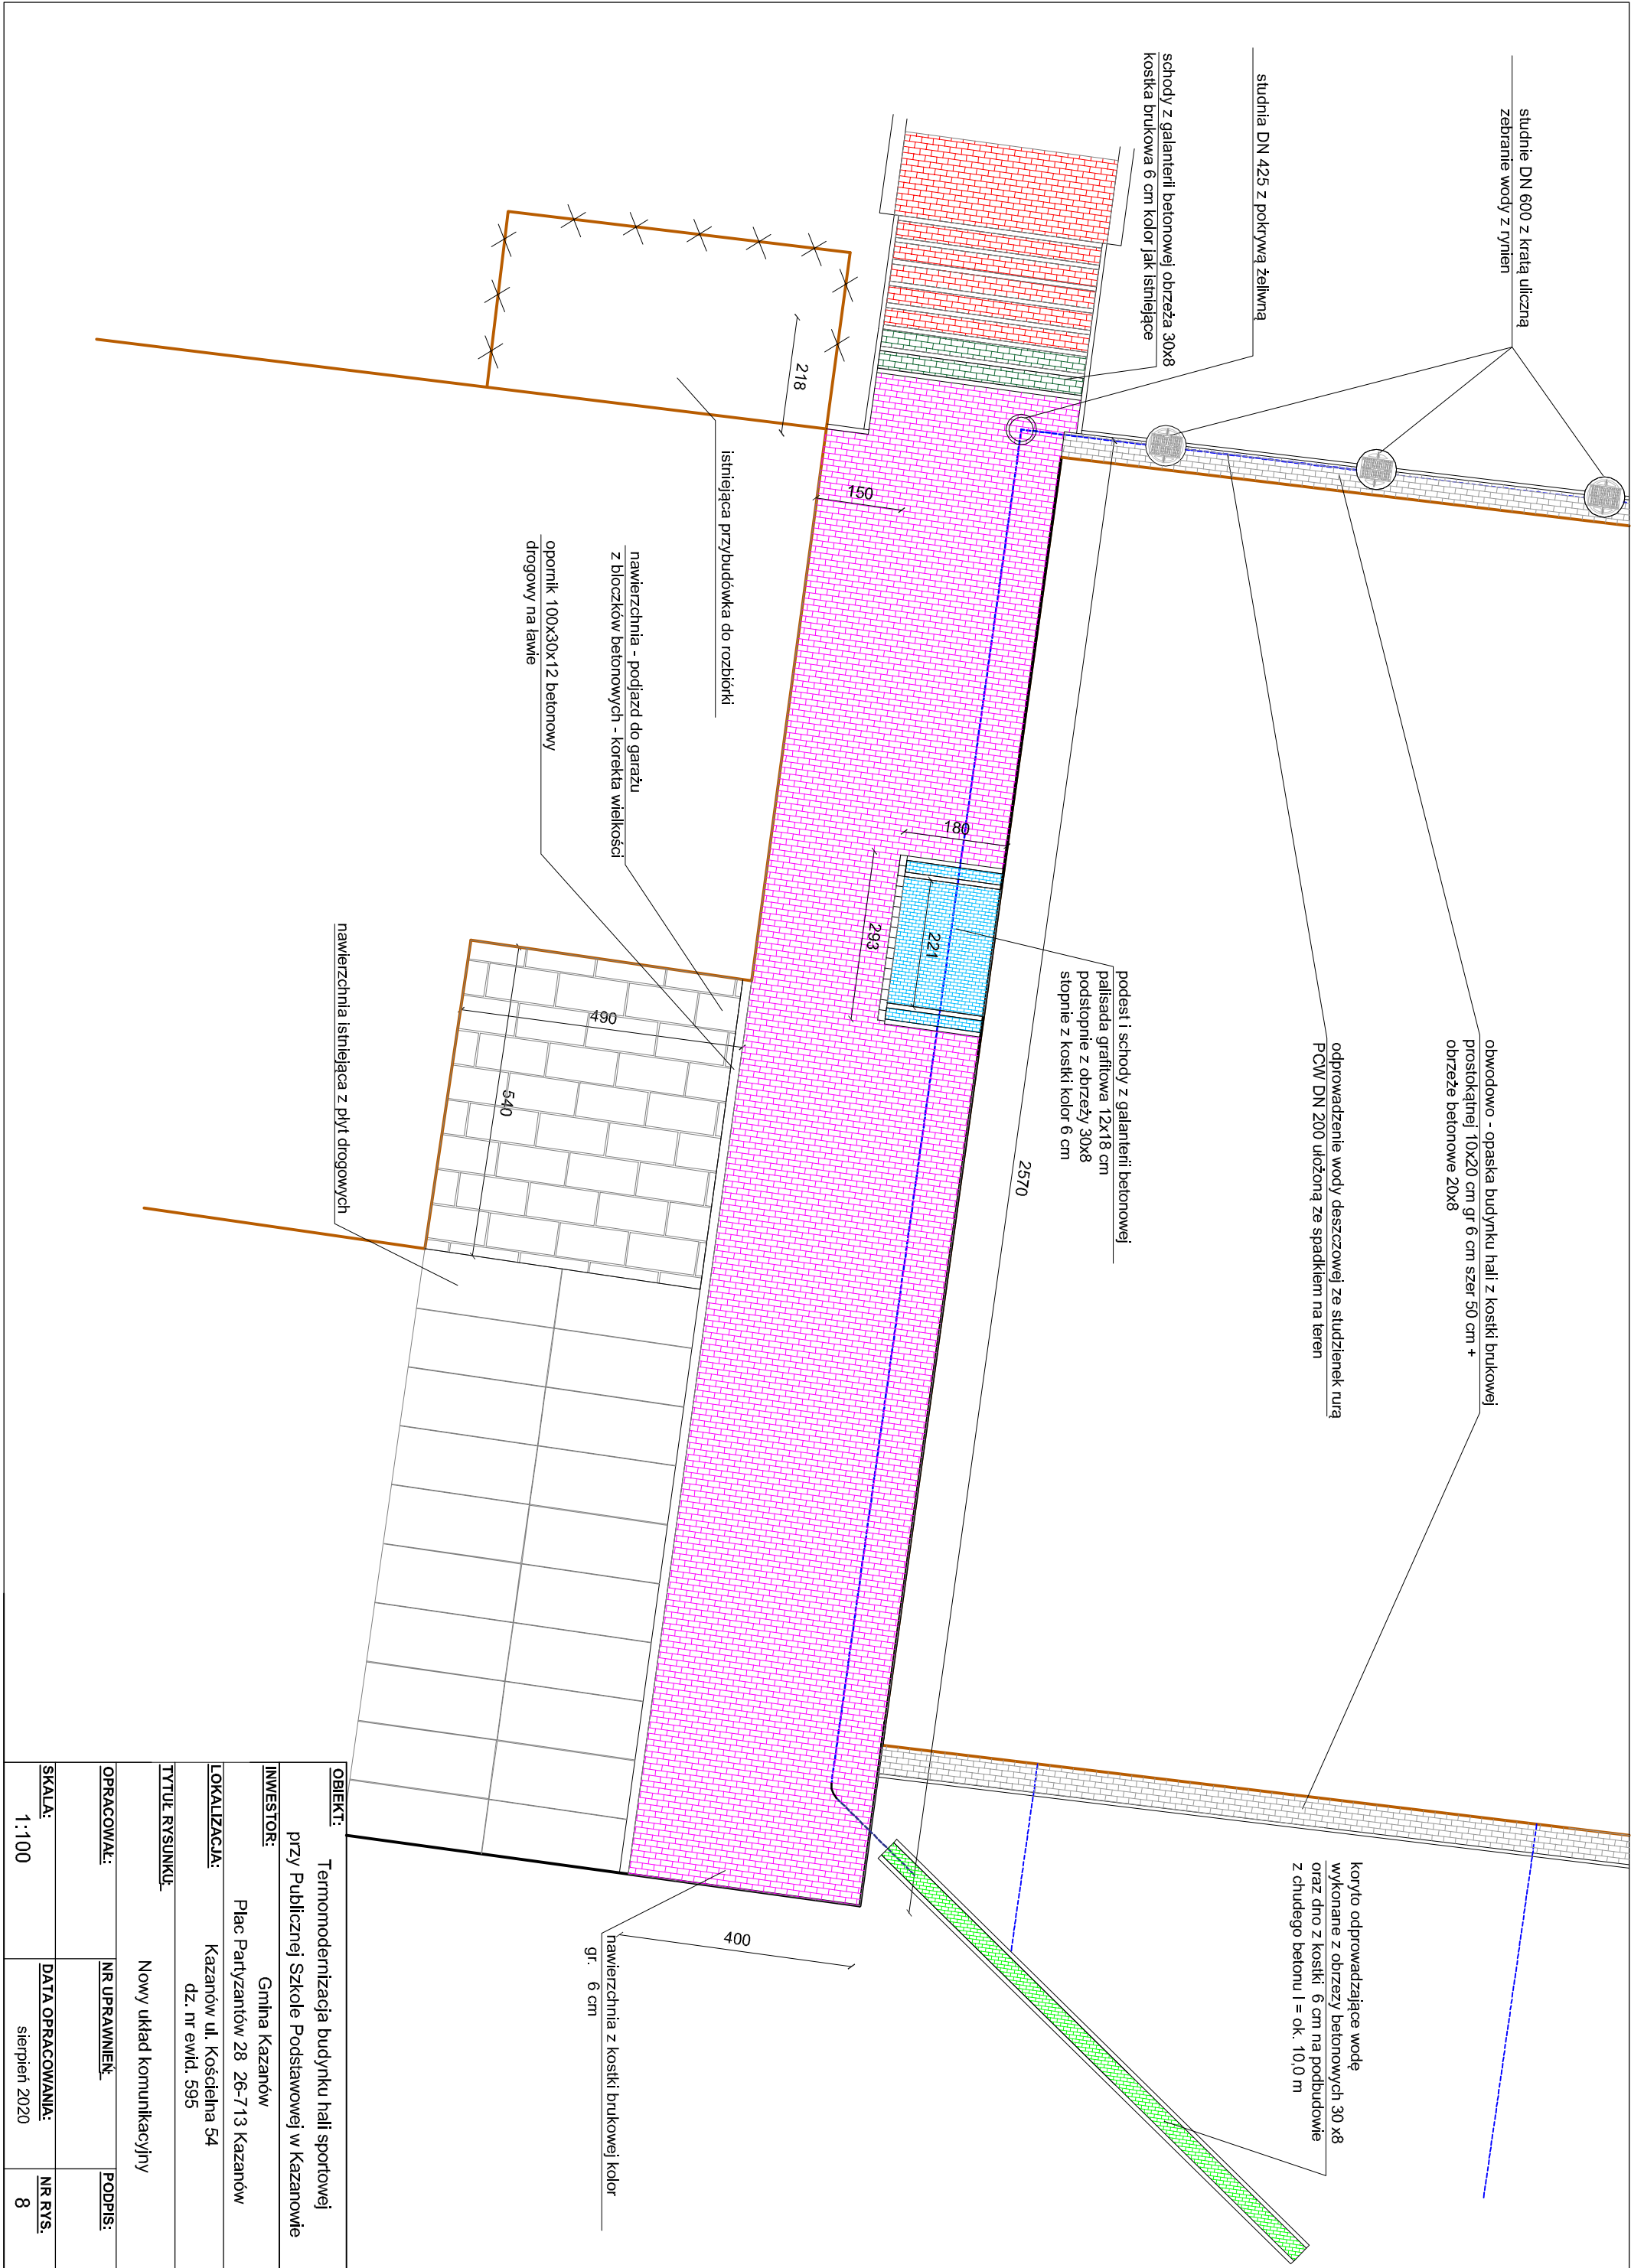 studnie DN 600 z kratą uliczną
zebranie wody z rynien
studnia DN 425 z pokrywą żeliwną
schody z galanterii betonowej obrzeża 30x8
kostka brukowa 6 cm kolor jak istniejące
obwodowo - opaska budynku hali z kostki brukowej
prostokątnej 10x20 cm gr 6 cm szer 50 cm +
obrzeże betonowe 20x8
odprowadzenie wody deszczowej ze studzienek rurą
PCW DN 200 ułożoną ze spadkiem na teren
podest i schody z galanterii betonowej
palisada grafitowa 12x18 cm
podstopnie z obrzeży 30x8
stopnie z kostki kolor 6 cm
koryto odprowadzające wodę
wykonane z obrzeży betonowych 30 x8
oraz dno z kostki 6 cm na podbudowie
z chudego betonu l = ok. 10,0 m
218
150
180
221
293
2570
490
540
400
istniejąca przybudówka do rozbiórki
nawierzchnia - podjazd do garażu
z bloczków betonowych - korekta wielkości
opornik 100x30x12 betonowy
drogowy na ławie
nawierzchnia istniejąca z płyt drogowych
nawierzchnia z kostki brukowej kolor
gr. 6 cm
OBIEKT:
Termomodernizacja budynku hali sportowej
przy Publicznej Szkole Podstawowej w Kazanowie
INWESTOR:
Gmina Kazanów
Plac Partyzantów 28 26-713 Kazanów
LOKALIZACJA:
Kazanów ul. Kościelna 54
dz. nr ewid. 595
TYTUŁ RYSUNKU:
Nowy układ komunikacyjny
OPRACOWAŁ:
NR UPRAWNIEŃ:
PODPIS:
SKALA:
1:100
DATA OPRACOWANIA:
sierpień 2020
NR RYS.
8